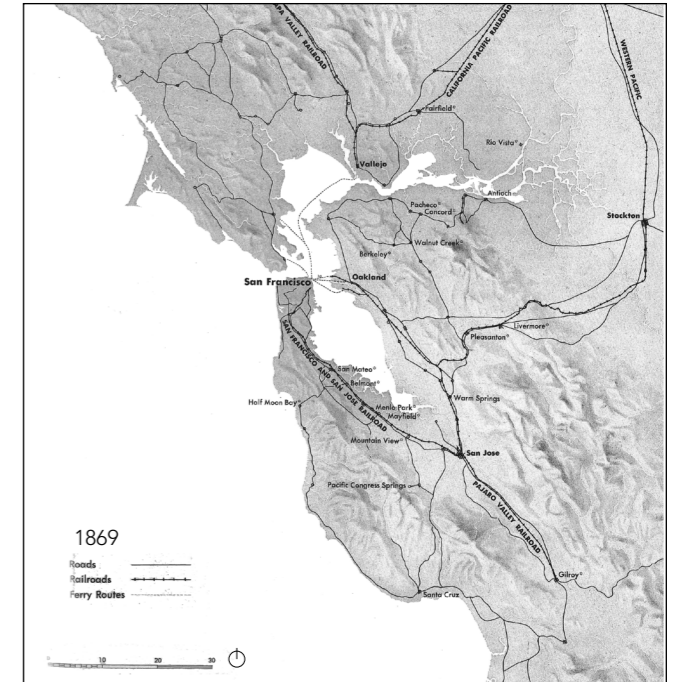 APA VALLEY RAILROAD
CALIFORNIA PACIFIC RAILROAD
WESTERN PACIFIC
Fairfield
Rio Vista
Vallejo
Antioch
Pacheco
Concord
Stockton
Walnut Creek
Berkeley
San Francisco
Oakland
Livermore
Pleasanton
SAN FRANCISCO AND SAN JOSE RAILROAD
San Mateo
Belmont
Half Moon Bay
Menlo Park
Mayfield
Warm Springs
Mountain View
San Jose
Pacific Congress Springs
PAJARO VALLEY RAILROAD
Gilroy
Santa Cruz
1869
Roads
Railroads
Ferry Routes
0 10 20 30